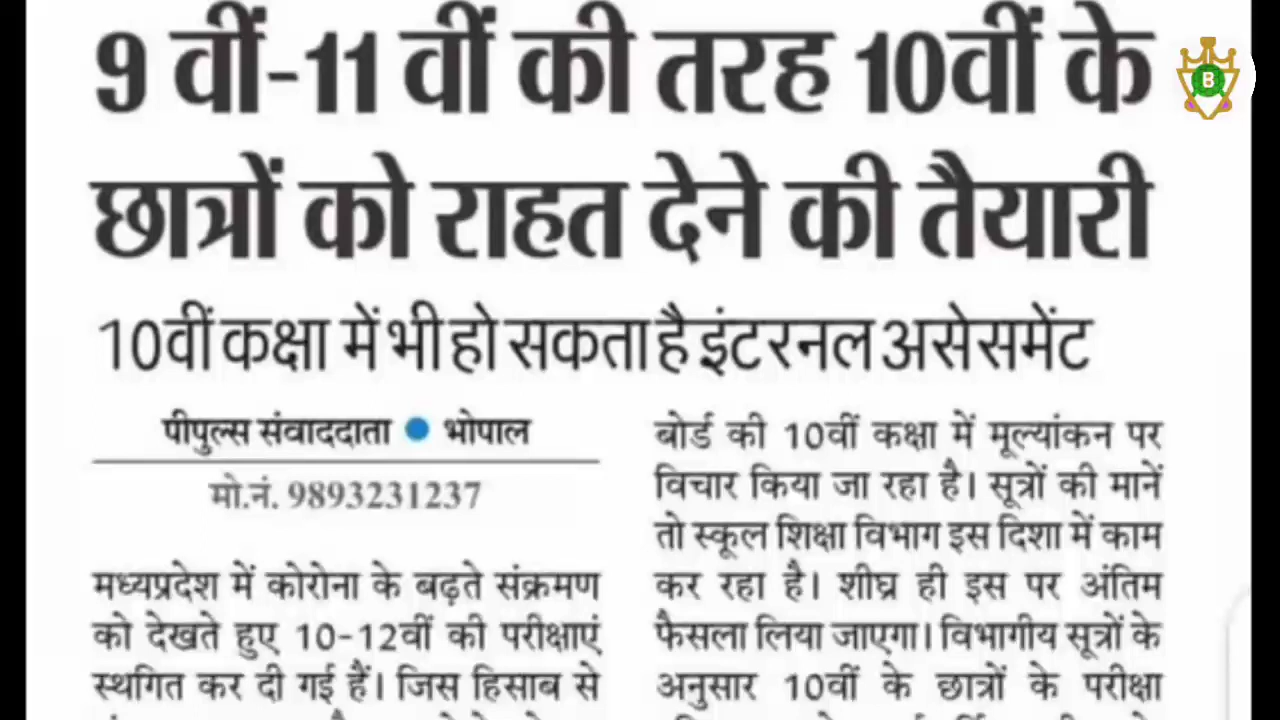 9 वीं-11 वीं की तरह 10वीं के
छात्रों को राहत देने की तैयारी
10वीं कक्षा में भी हो सकता है इंटरनल असेसमेंट
पीपुल्स संवाददाता ● भोपाल
मो.नं. 9893231237
मध्यप्रदेश में कोरोना के बढ़ते संक्रमण
को देखते हुए 10-12वीं की परीक्षाएं
स्थगित कर दी गई हैं। जिस हिसाब से
बोर्ड की 10वीं कक्षा में मूल्यांकन पर
विचार किया जा रहा है। सूत्रों की मानें
तो स्कूल शिक्षा विभाग इस दिशा में काम
कर रहा है। शीघ्र ही इस पर अंतिम
फैसला लिया जाएगा। विभागीय सूत्रों के
अनुसार 10वीं के छात्रों के परीक्षा
B